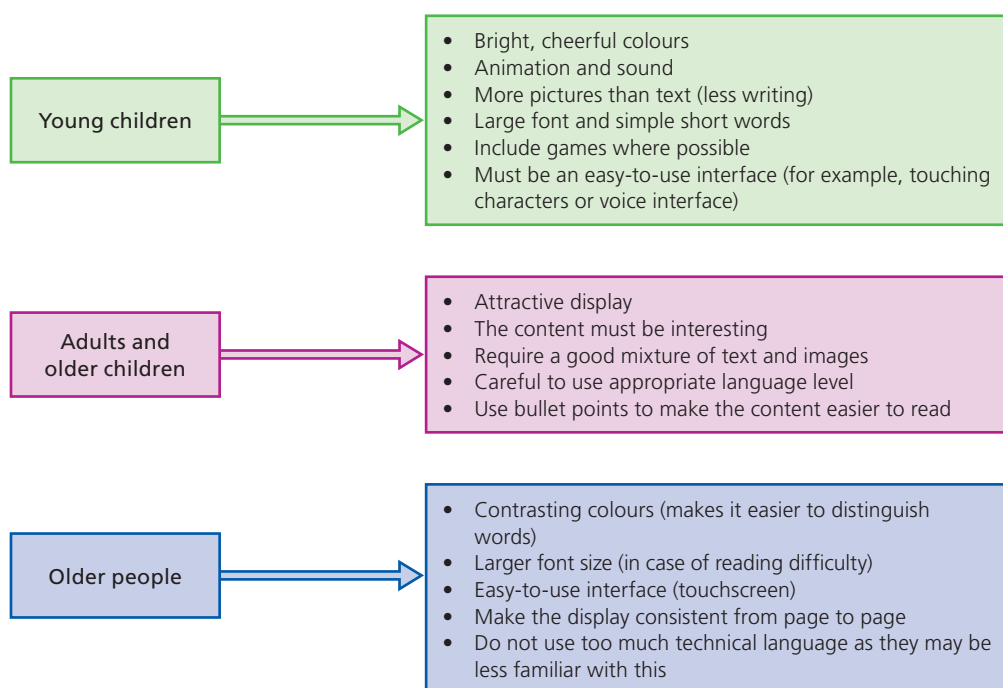 Young children
• Bright, cheerful colours
• Animation and sound
• More pictures than text (less writing)
• Large font and simple short words
• Include games where possible
• Must be an easy-to-use interface (for example, touching
characters or voice interface)
Adults and
older children
• Attractive display
• The content must be interesting
• Require a good mixture of text and images
• Careful to use appropriate language level
• Use bullet points to make the content easier to read
Older people
• Contrasting colours (makes it easier to distinguish
words)
• Larger font size (in case of reading difficulty)
• Easy-to-use interface (touchscreen)
• Make the display consistent from page to page
• Do not use too much technical language as they may be
less familiar with this